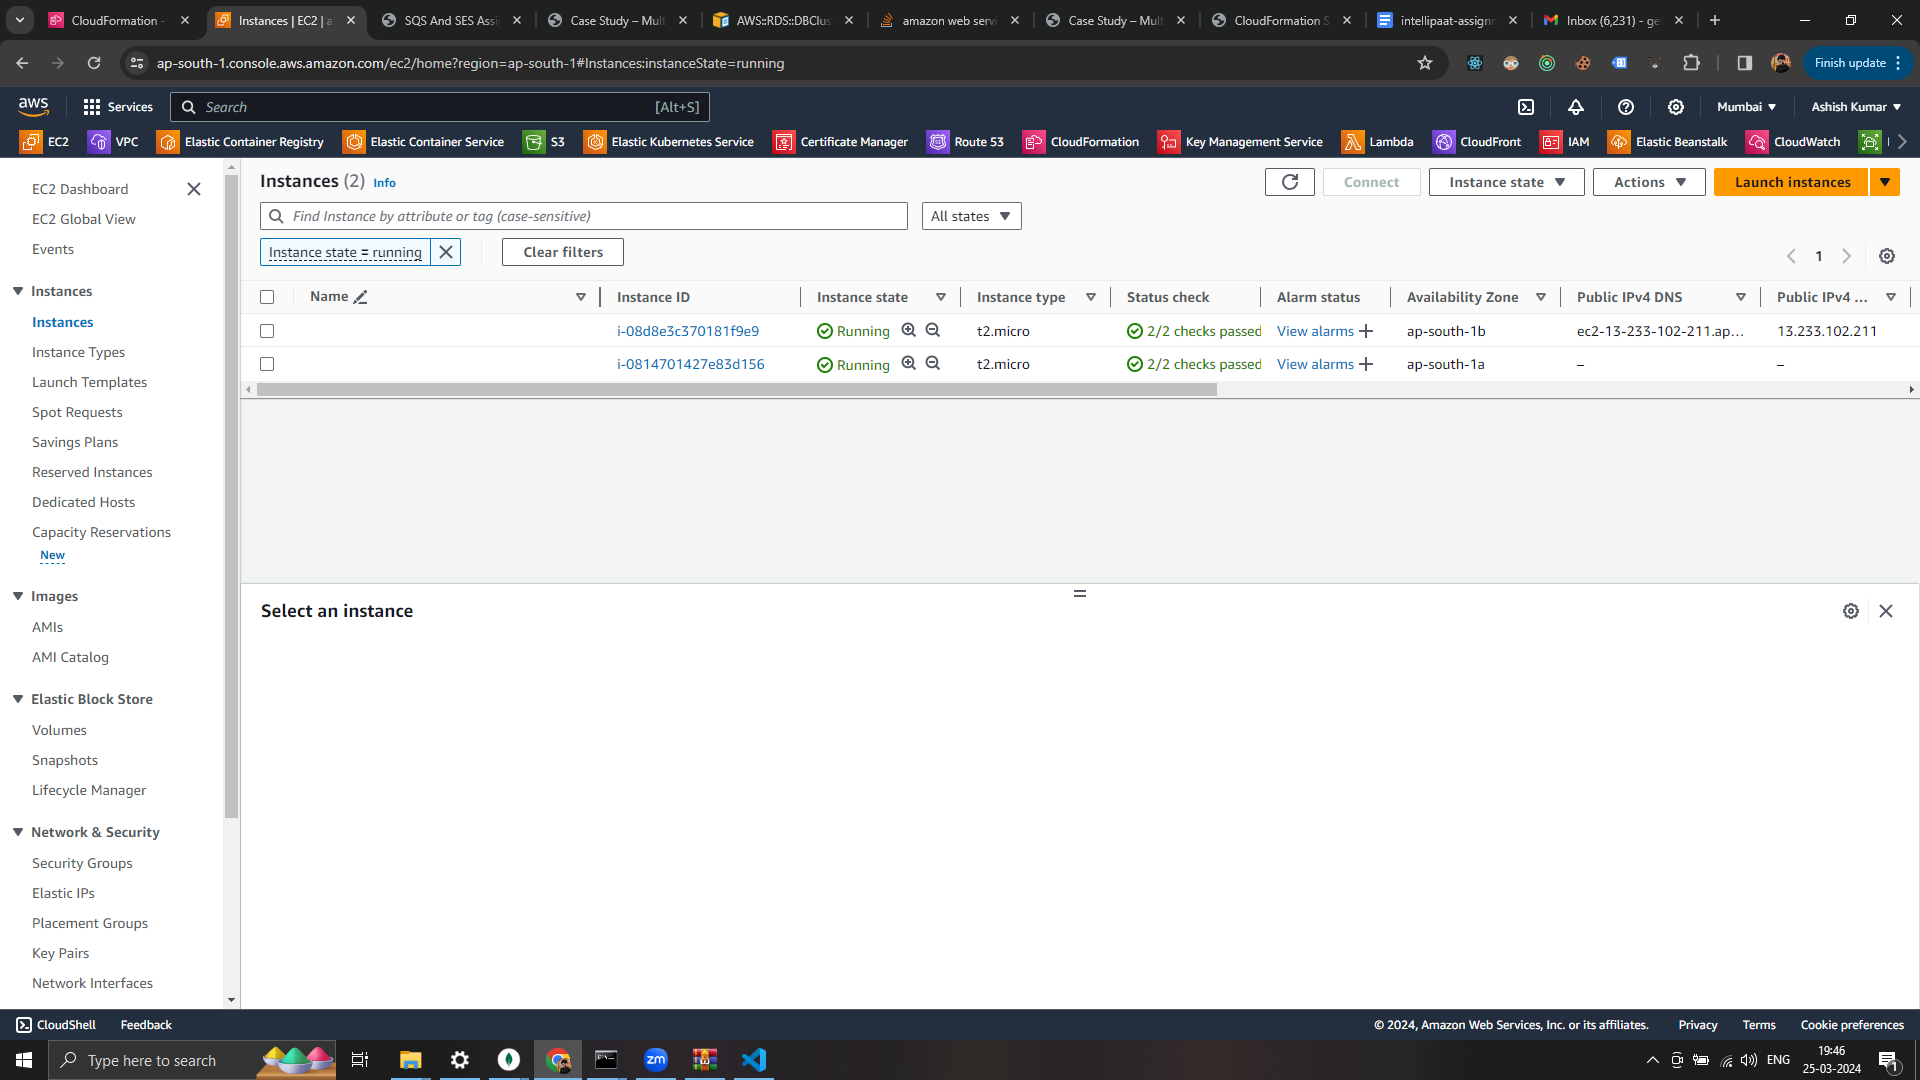 CloudFormation -
Instances | EC2 | a
SQS And SES Assi
Case Study – Mult
AWS::RDS::DBClus
amazon web servi
Case Study – Mult
CloudFormation S
intellipaat-assignm
Inbox (6,231) - ge
ap-south-1.console.aws.amazon.com/ec2/home?region=ap-south-1#Instances:instanceState=running
Finish update
aws
Services
Search
[Alt+S]
Mumbai
Ashish Kumar
EC2
VPC
Elastic Container Registry
Elastic Container Service
S3
Elastic Kubernetes Service
Certificate Manager
Route 53
CloudFormation
Key Management Service
Lambda
CloudFront
IAM
Elastic Beanstalk
CloudWatch
EC2 Dashboard
EC2 Global View
Events
Instances
Instances
Instance Types
Launch Templates
Spot Requests
Savings Plans
Reserved Instances
Dedicated Hosts
Capacity Reservations
New
Images
AMIs
AMI Catalog
Elastic Block Store
Volumes
Snapshots
Lifecycle Manager
Network & Security
Security Groups
Elastic IPs
Placement Groups
Key Pairs
Network Interfaces
Instances (2) Info
Connect
Instance state
Actions
Launch instances
Find Instance by attribute or tag (case-sensitive)
All states
Instance state = running
Clear filters
1
Name Instance ID Instance state Instance type Status check Alarm status Availability Zone Public IPv4 DNS Public IPv4 ...
i-08d8e3c370181f9e9 Running t2.micro 2/2 checks passed View alarms + ap-south-1b ec2-13-233-102-211.ap... 13.233.102.211
i-0814701427e83d156 Running t2.micro 2/2 checks passed View alarms + ap-south-1a – –
Select an instance
CloudShell
Feedback
© 2024, Amazon Web Services, Inc. or its affiliates.
Privacy
Terms
Cookie preferences
Type here to search
zm
ENG
19:46
25-03-2024
1